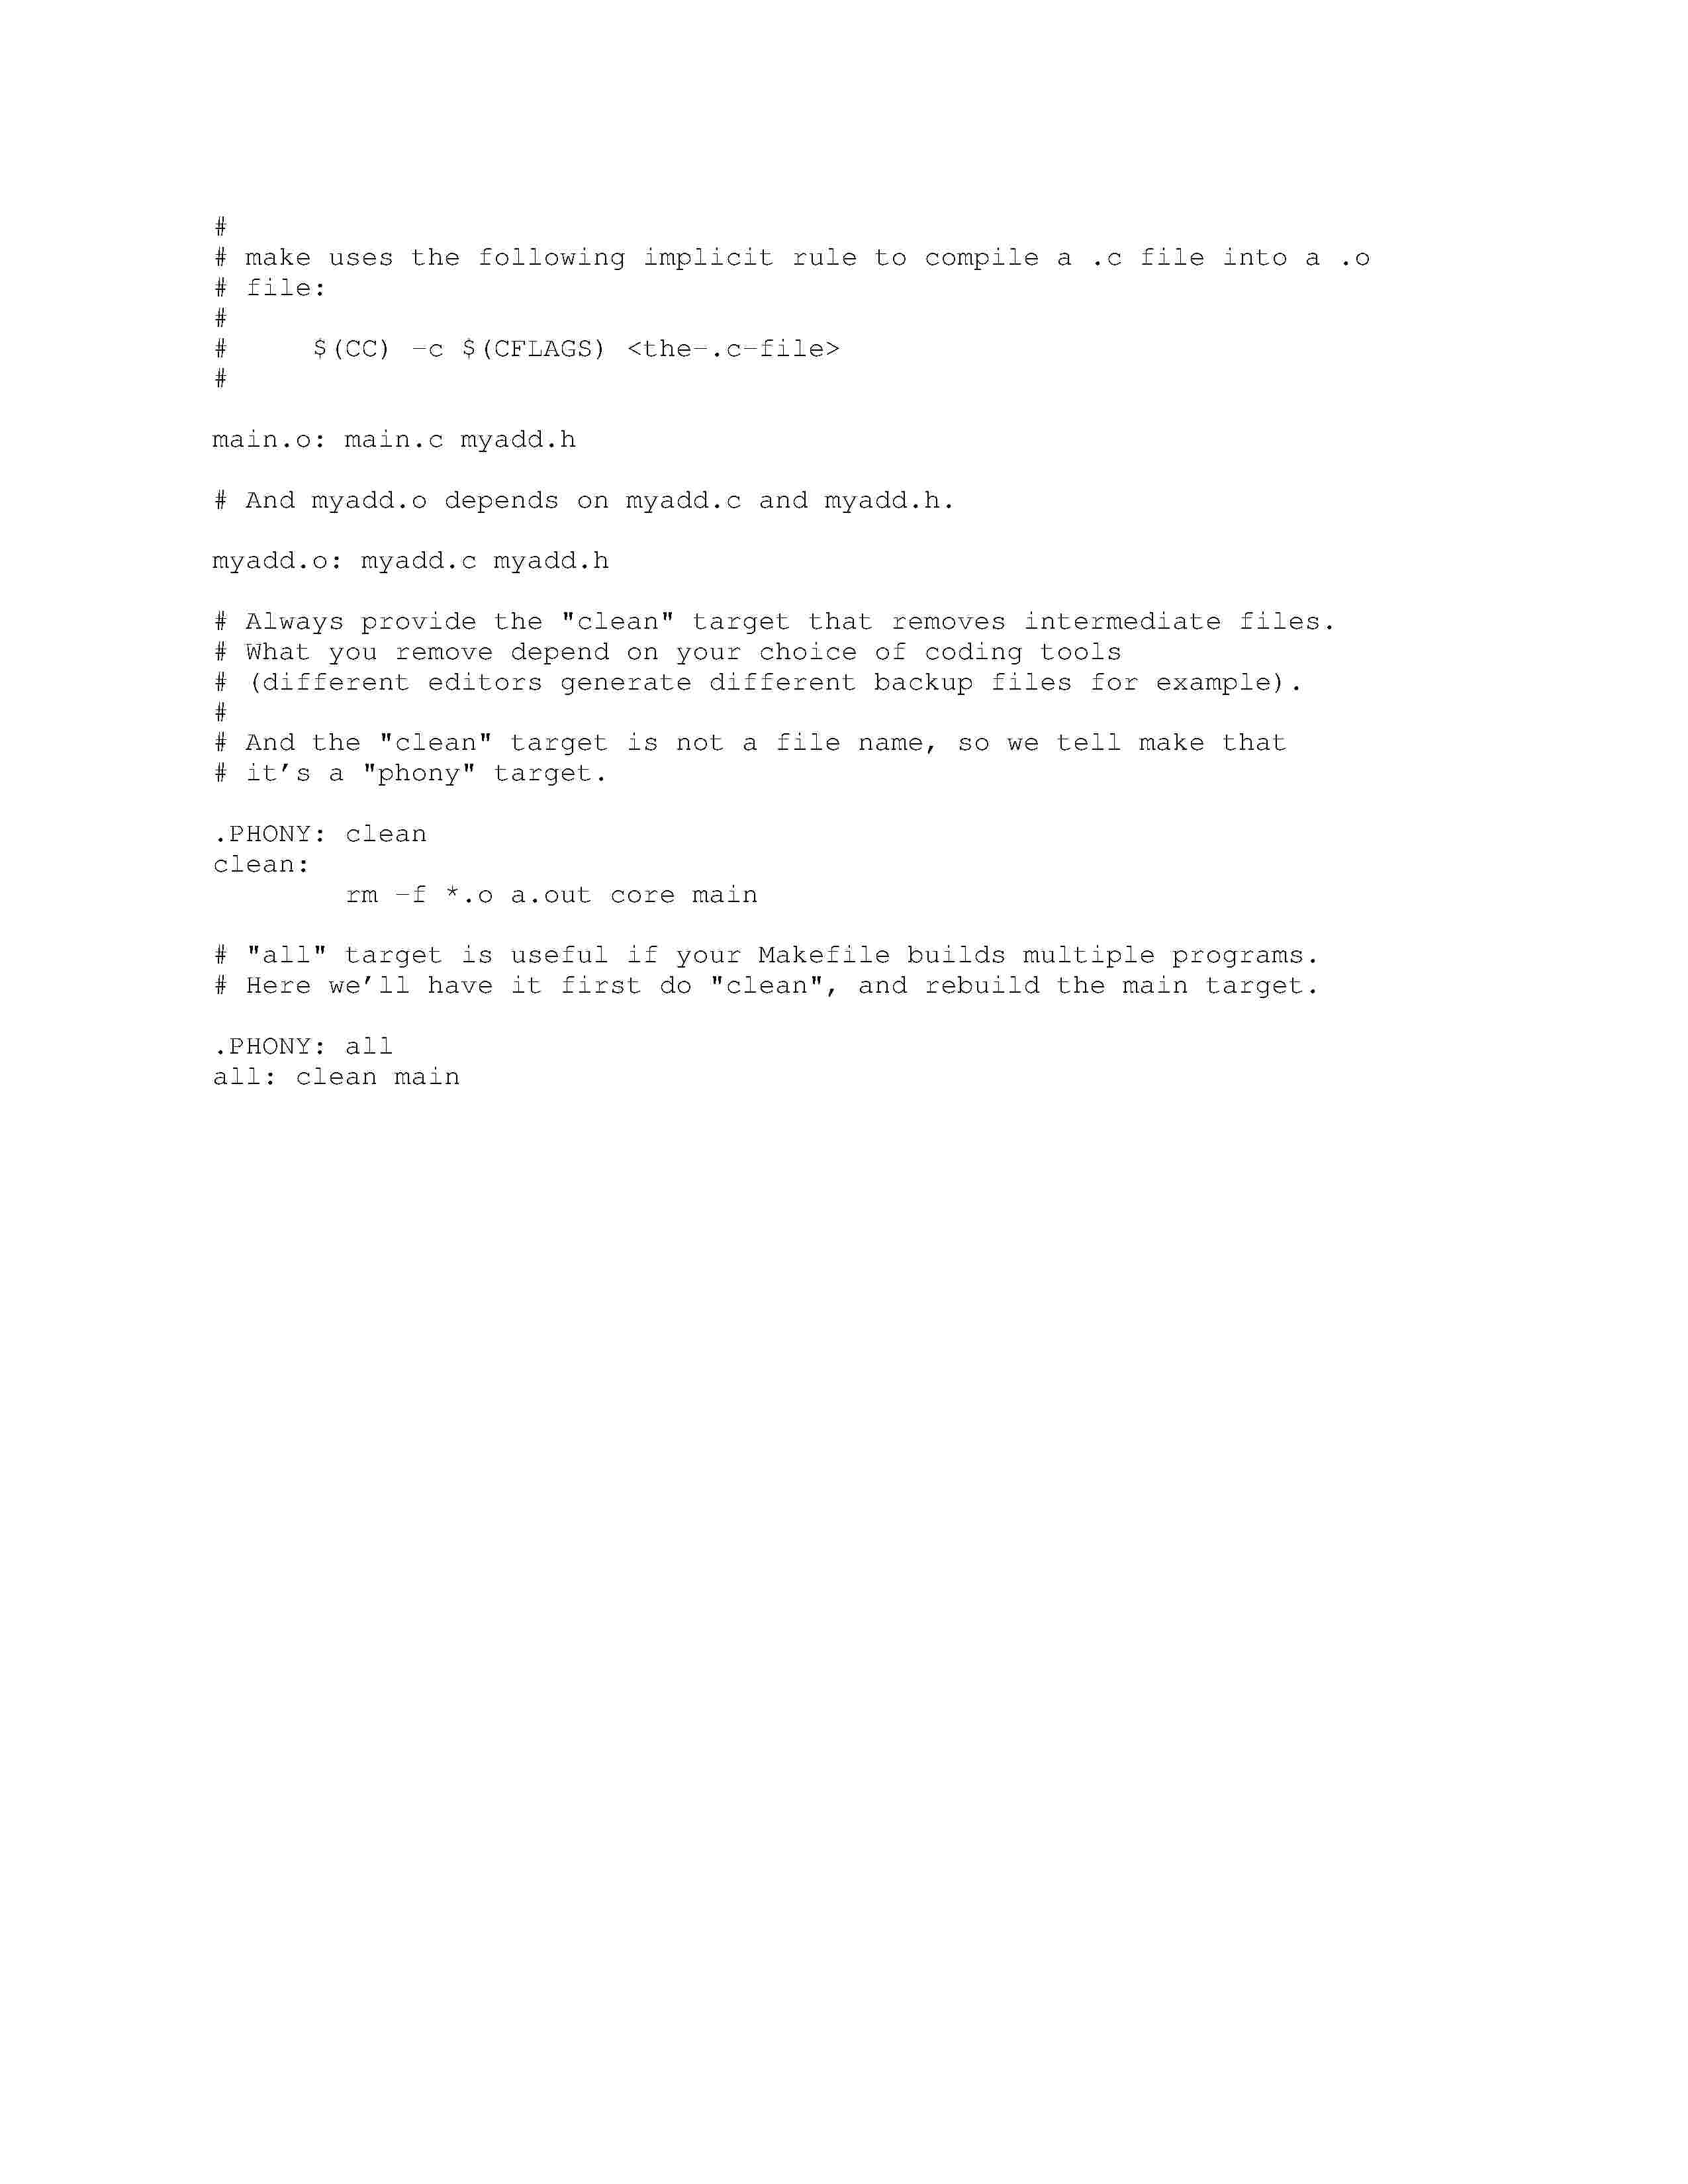 #
# make uses the following implicit rule to compile a .c file into a .o
# file:
#
#     $(CC) -c $(CFLAGS) <the-.c-file>
#
main.o: main.c myadd.h
# And myadd.o depends on myadd.c and myadd.h.
myadd.o: myadd.c myadd.h
# Always provide the "clean" target that removes intermediate files.
# What you remove depend on your choice of coding tools
# (different editors generate different backup files for example).
#
# And the "clean" target is not a file name, so we tell make that
# it's a "phony" target.
.PHONY: clean
clean:
        rm -f *.o a.out core main
# "all" target is useful if your Makefile builds multiple programs.
# Here we'll have it first do "clean", and rebuild the main target.
.PHONY: all
all: clean main